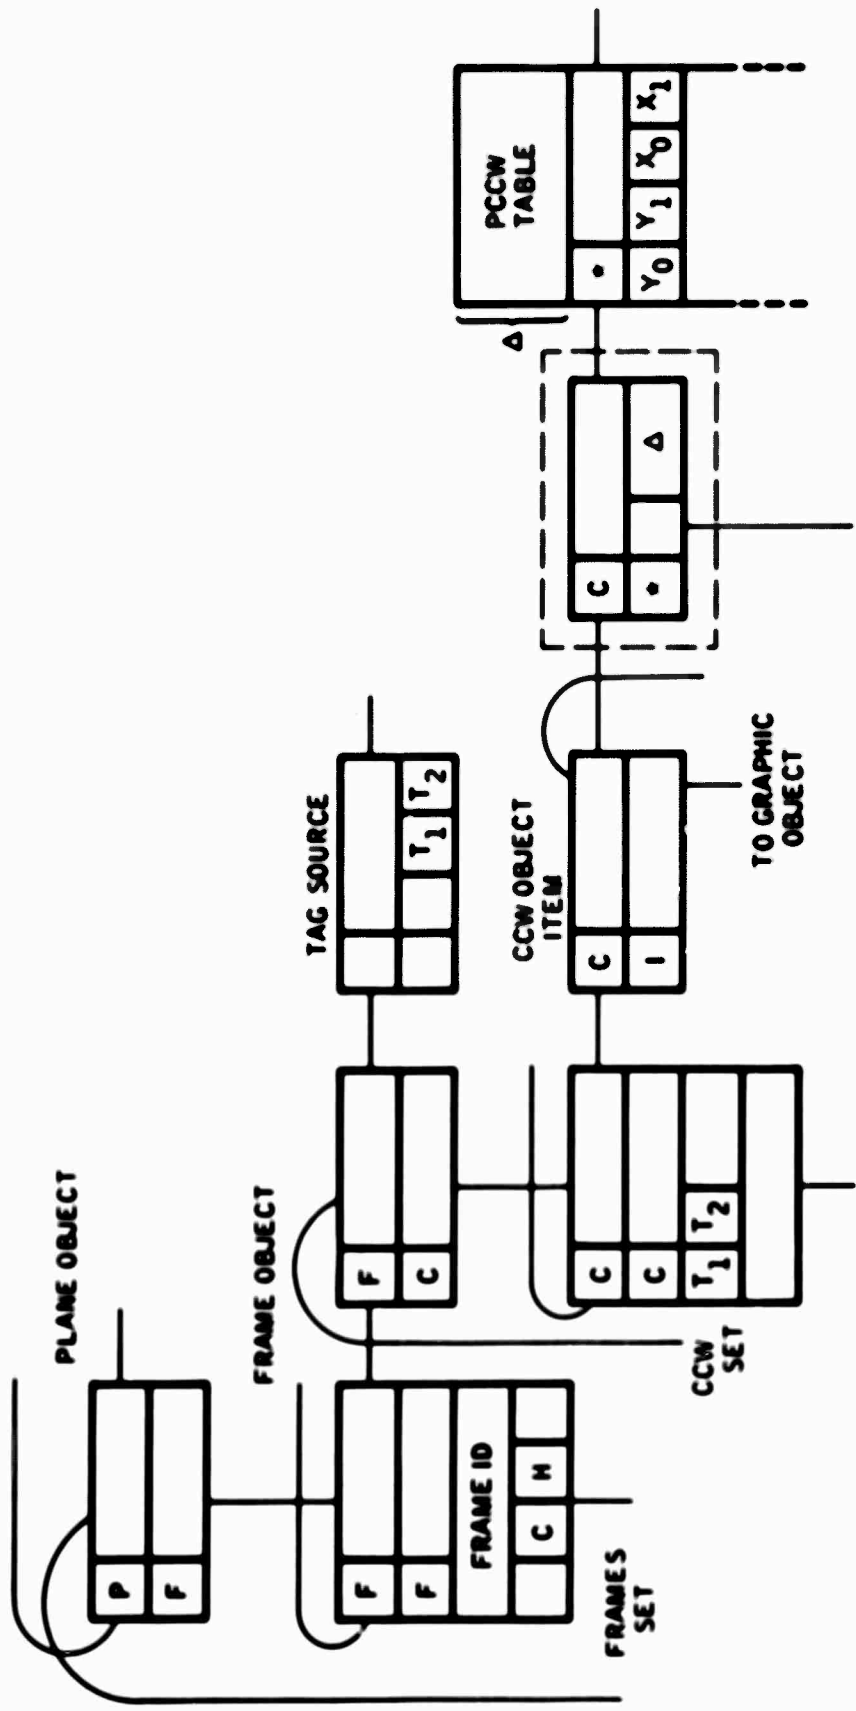 PLANE OBJECT
P
F
FRAME OBJECT
F
F
FRAME ID
C H
FRAMES
SET
F
C
TAG SOURCE
T₁ T₂
C
C
T₁ T₂
CCW
SET
CCW OBJECT
ITEM
C
I
TO GRAPHIC
OBJECT
C
* Δ
Δ
PCCW
TABLE
*
Y₀ Y₁ X₀ X₁